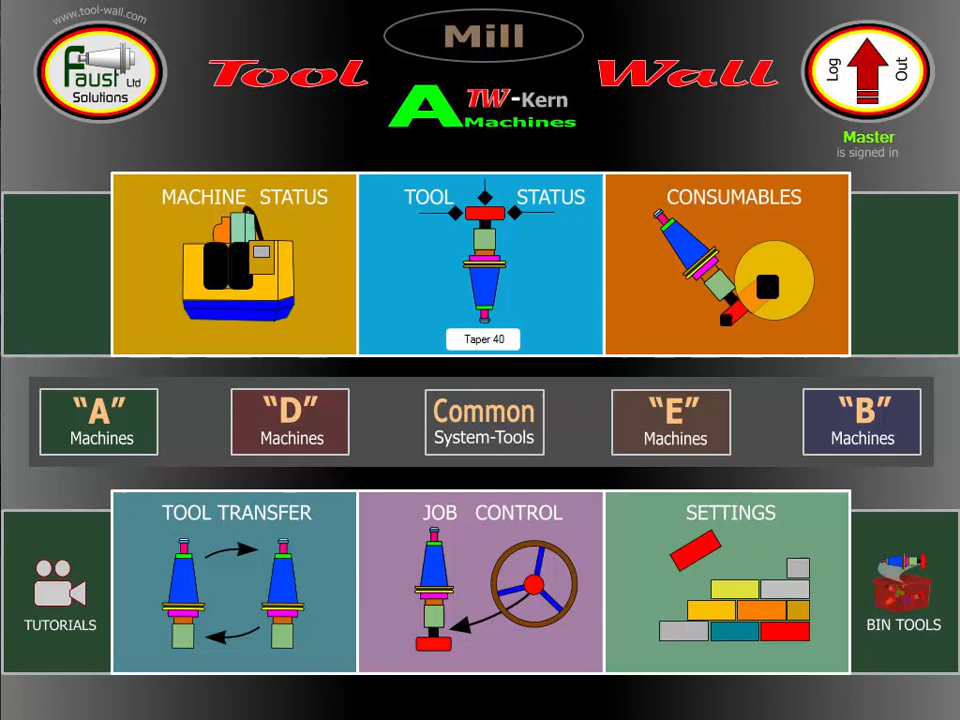 www.tool-wall.com
Mill
Faust Ltd
Solutions
Tool Wall
A TW-Kern
Machines
Log Out
Master
is signed in
MACHINE STATUS
TOOL STATUS
CONSUMABLES
Taper 40
“A”
Machines
“D”
Machines
Common
System-Tools
“E”
Machines
“B”
Machines
TOOL TRANSFER
JOB CONTROL
SETTINGS
TUTORIALS
BIN TOOLS